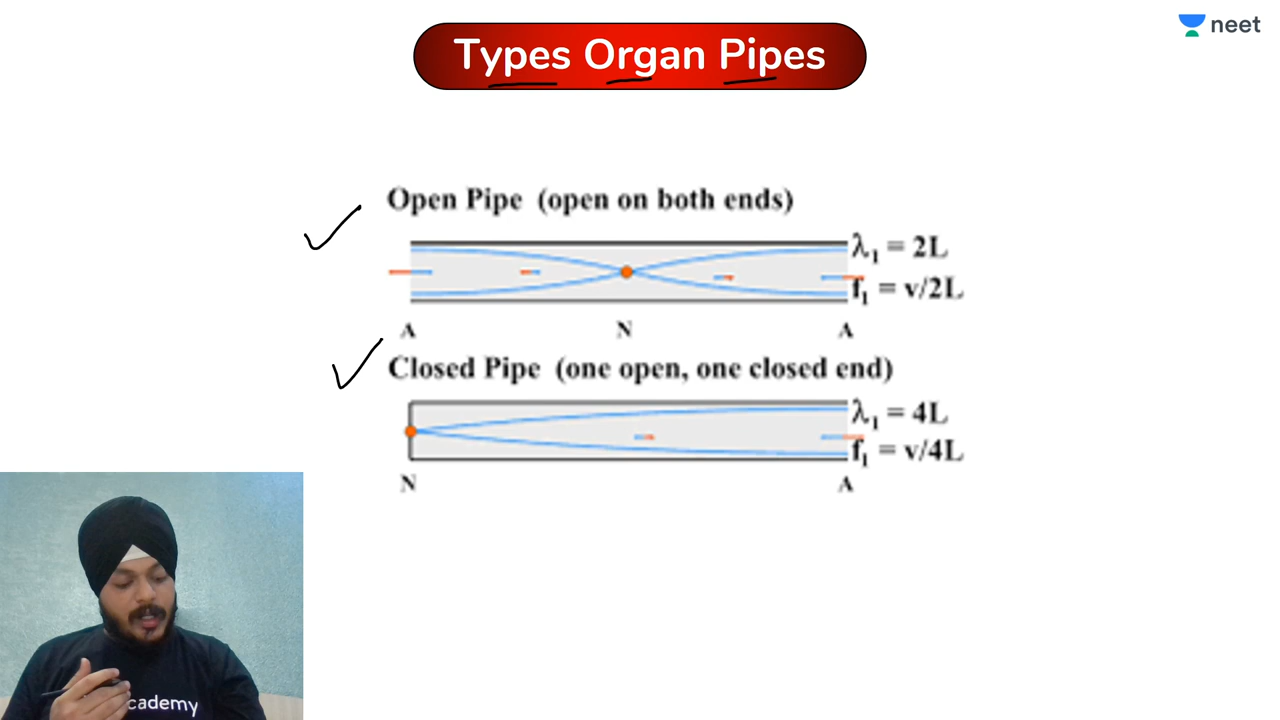 Types Organ Pipes
neet
Open Pipe (open on both ends)
λ₁ = 2L
f₁ = v/2L
A N A
Closed Pipe (one open, one closed end)
λ₁ = 4L
f₁ = v/4L
N A
cademy